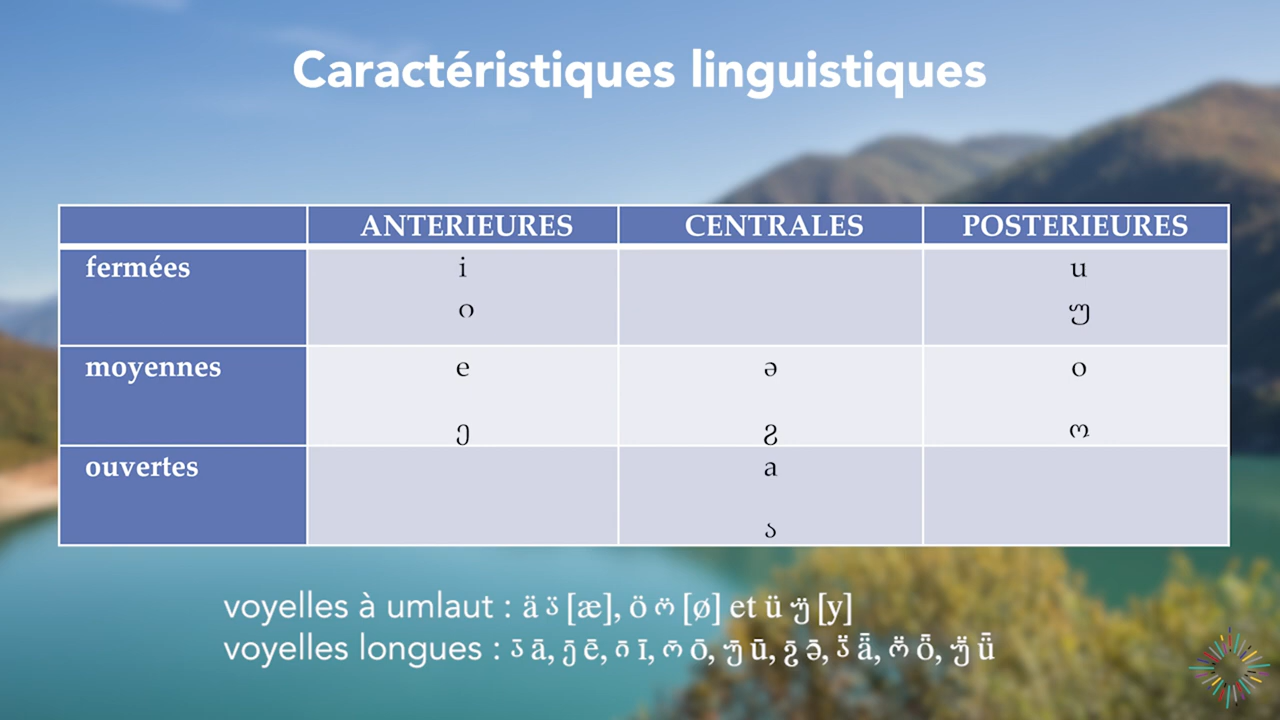 Caractéristiques linguistiques
ANTERIEURES CENTRALES POSTERIEURES
fermées i u
ი უ
moyennes e ə o
ე ჷ ო
ouvertes a
ა
voyelles à umlaut : ä ა̈ [æ], ö ო̈ [ø] et ü უ̈ [y]
voyelles longues : ა̄ ā, ე̄ ē, ი̄ ī, ო̄ ō, უ̄ ū, ჷ̄ ə̄, ა̈̄ ǟ, ო̈̄ ȫ, უ̈̄ ǖ